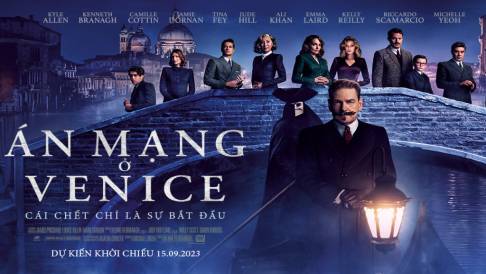 KYLE ALLEN KENNETH BRANAGH CAMILLE COTTIN JAMIE DORNAN TINA FEY JUDE HILL ALI KHAN EMMA LAIRD KELLY REILLY RICCARDO SCAMARCIO MICHELLE YEOH
ÁN MẠNG
Ở
VENICE
CÁI CHẾT CHỈ LÀ SỰ BẮT ĐẦU
DỰ KIẾN KHỞI CHIẾU 15.09.2023